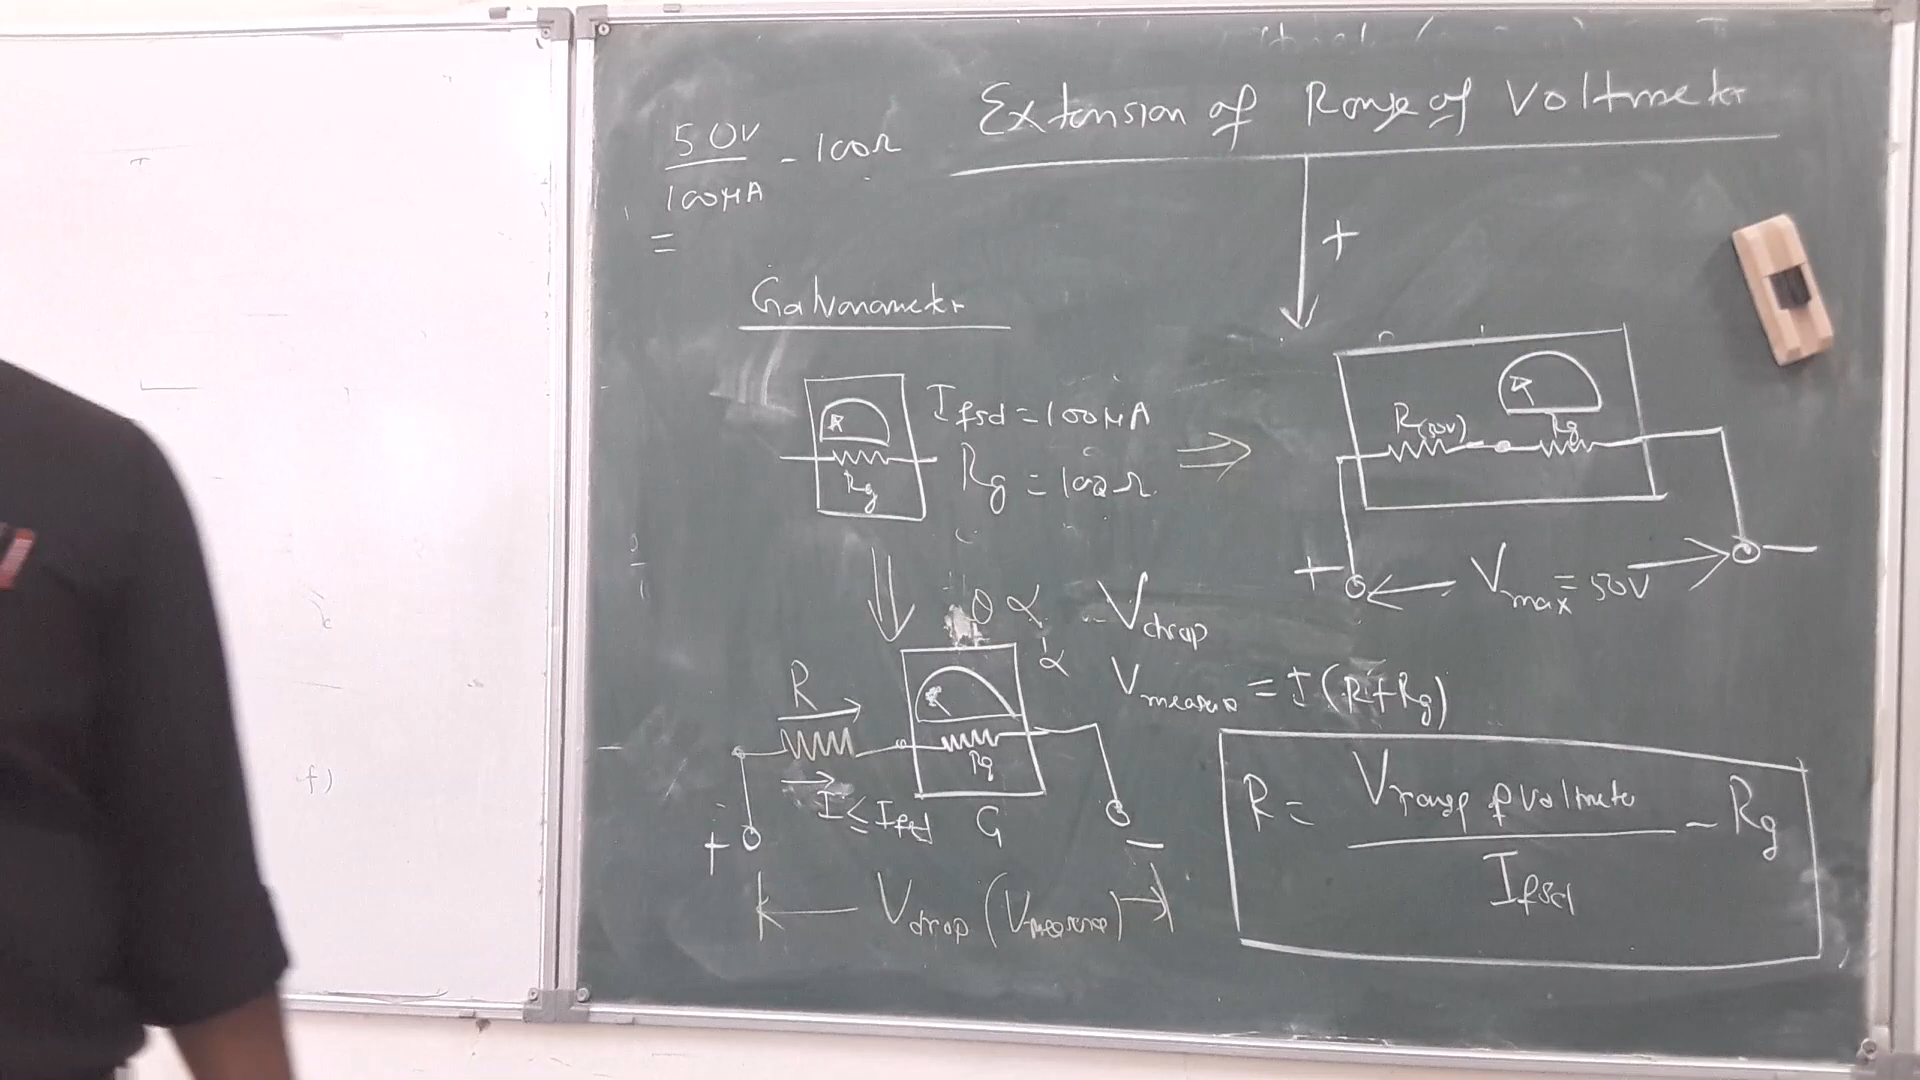 Extension of Range of Voltmeter
50V
100μA
- 100Ω
=
+
Galvanometer
I fsd = 100μA
Rg = 100Ω
Rg
R(50V)
Rg
+
Vmax = 50V
-
θ α Vdrop
α
Vmeasure = I(R+Rg)
R
Rg
I ≤ Ifsd
G
+
-
Vdrop (Vmeasure)
R = Vrange of Voltmeter - Rg
Ifsd
f)